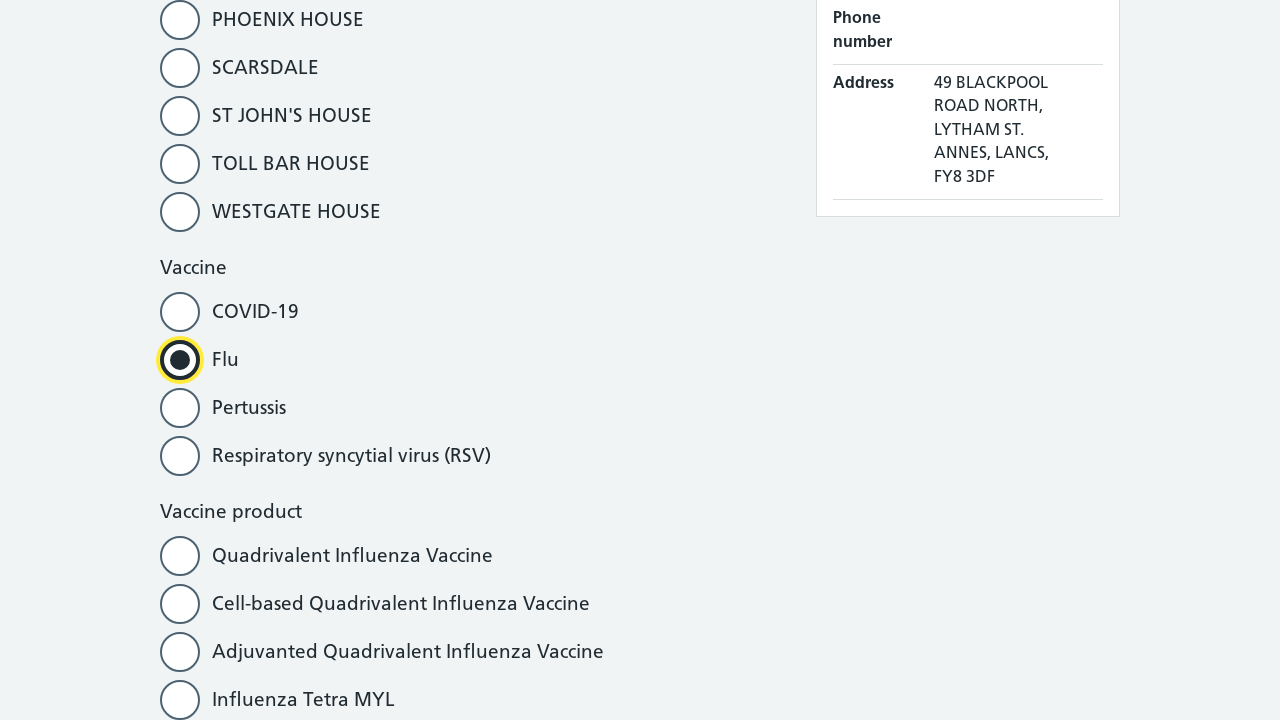 PHOENIX HOUSE
SCARSDALE
ST JOHN'S HOUSE
TOLL BAR HOUSE
WESTGATE HOUSE
Vaccine
COVID-19
Flu
Pertussis
Respiratory syncytial virus (RSV)
Vaccine product
Quadrivalent Influenza Vaccine
Cell-based Quadrivalent Influenza Vaccine
Adjuvanted Quadrivalent Influenza Vaccine
Influenza Tetra MYL
Phone
number
Address
49 BLACKPOOL
ROAD NORTH,
LYTHAM ST.
ANNES, LANCS,
FY8 3DF